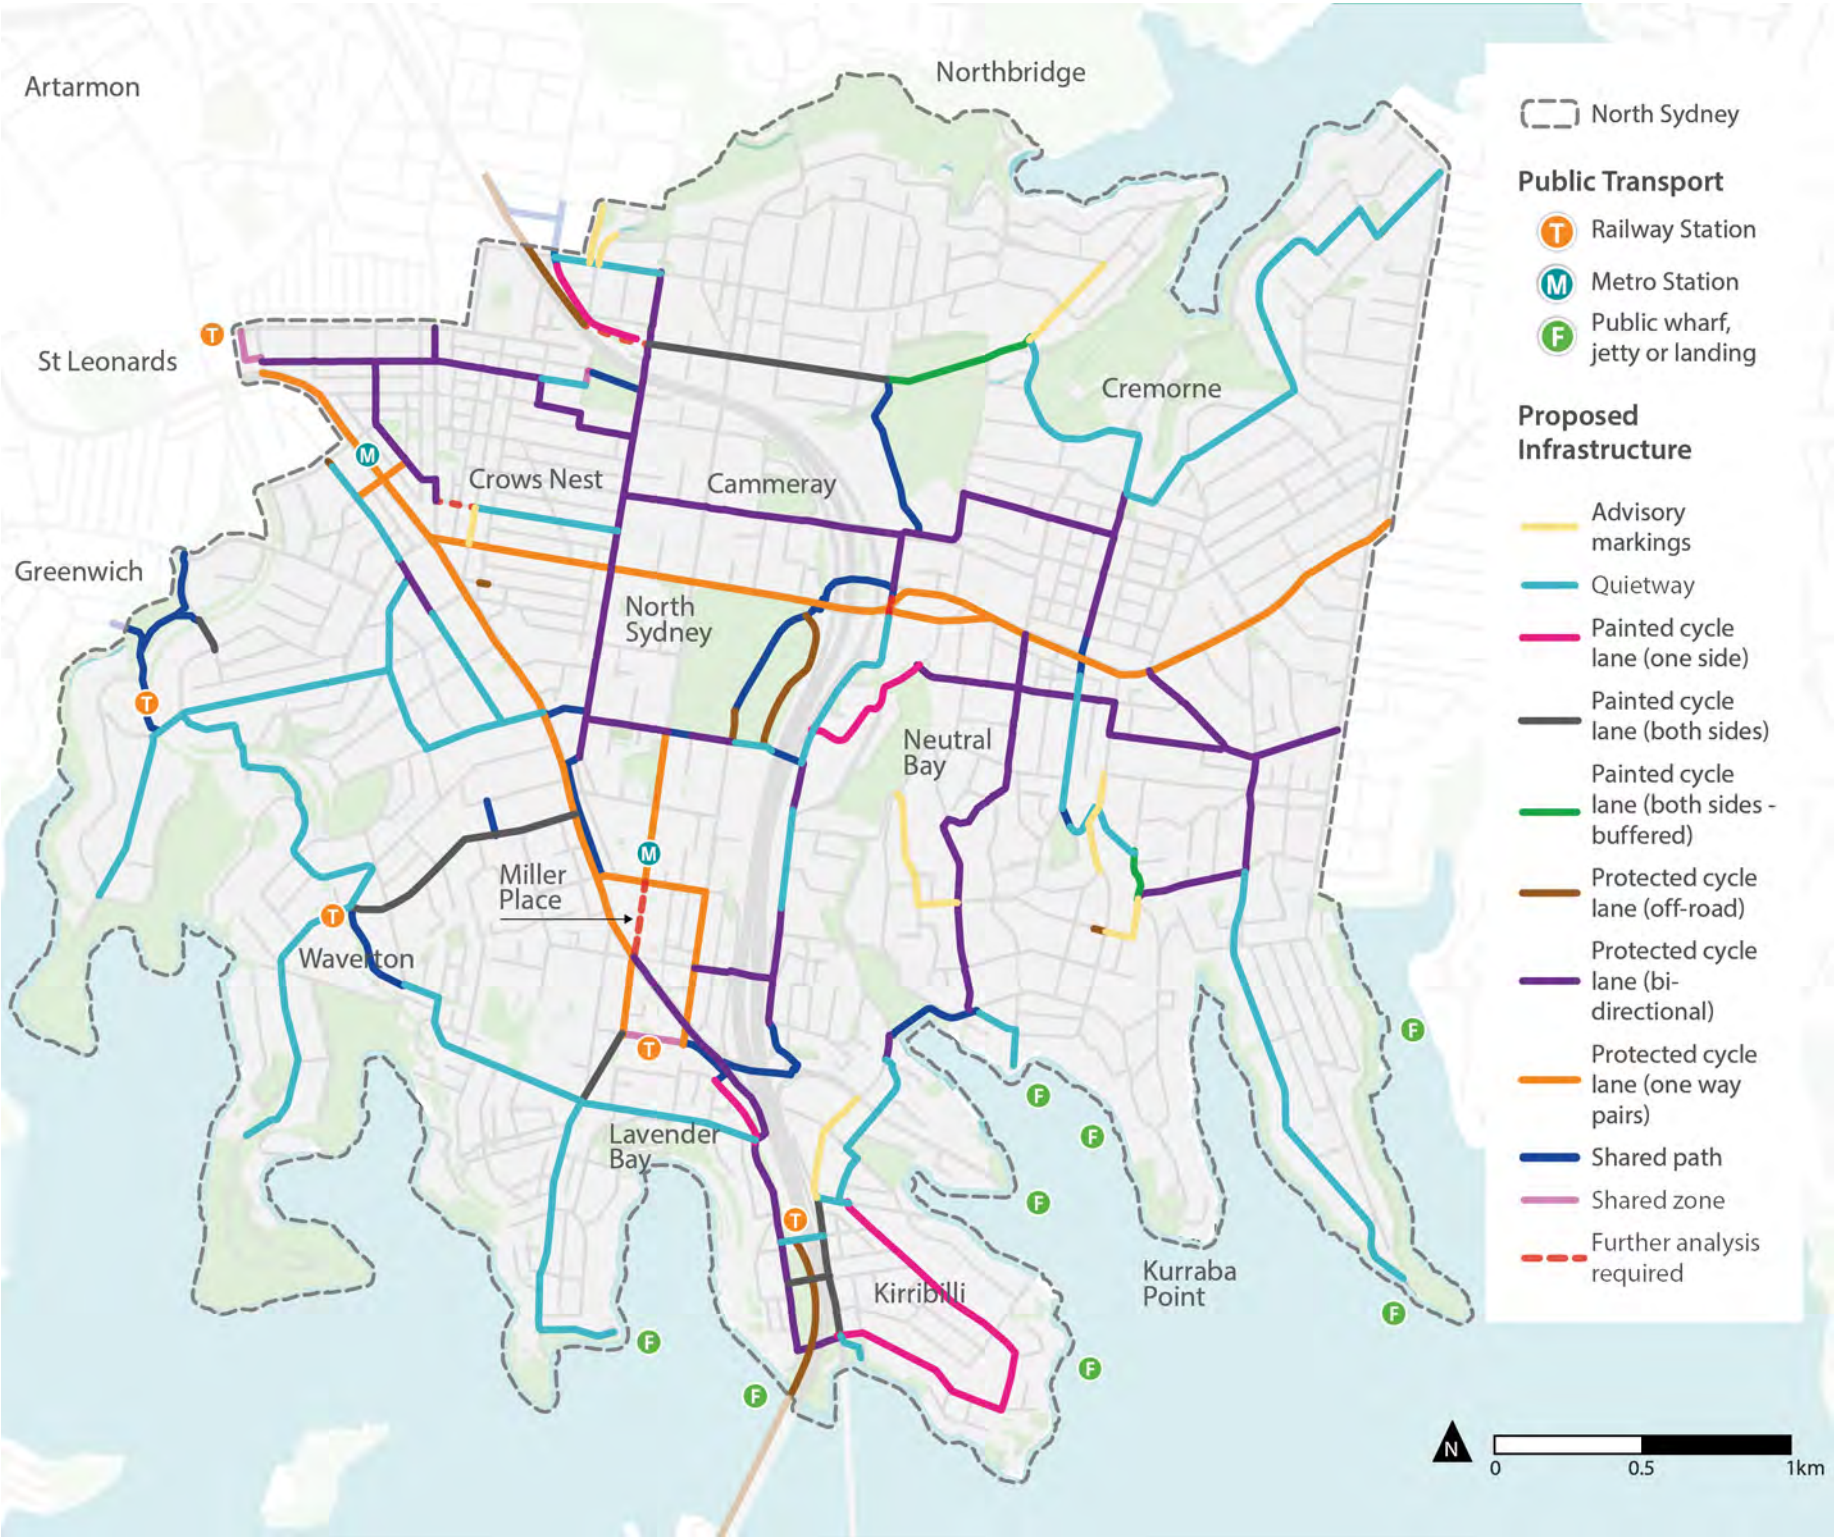 Artarmon
Northbridge
St Leonards
T
M
Cremorne
Crows Nest
Cammeray
Greenwich
North
Sydney
T
Neutral
Bay
Miller
Place
M
T
Waverton
T
Lavender
Bay
T
Kirribilli
Kurraba
Point
F
F
F
F
F
F
F
F
North Sydney
Public Transport
T Railway Station
M Metro Station
F Public wharf,
jetty or landing
Proposed
Infrastructure
Advisory
markings
Quietway
Painted cycle
lane (one side)
Painted cycle
lane (both sides)
Painted cycle
lane (both sides -
buffered)
Protected cycle
lane (off-road)
Protected cycle
lane (bi-
directional)
Protected cycle
lane (one way
pairs)
Shared path
Shared zone
Further analysis
required
N
0 0.5 1km